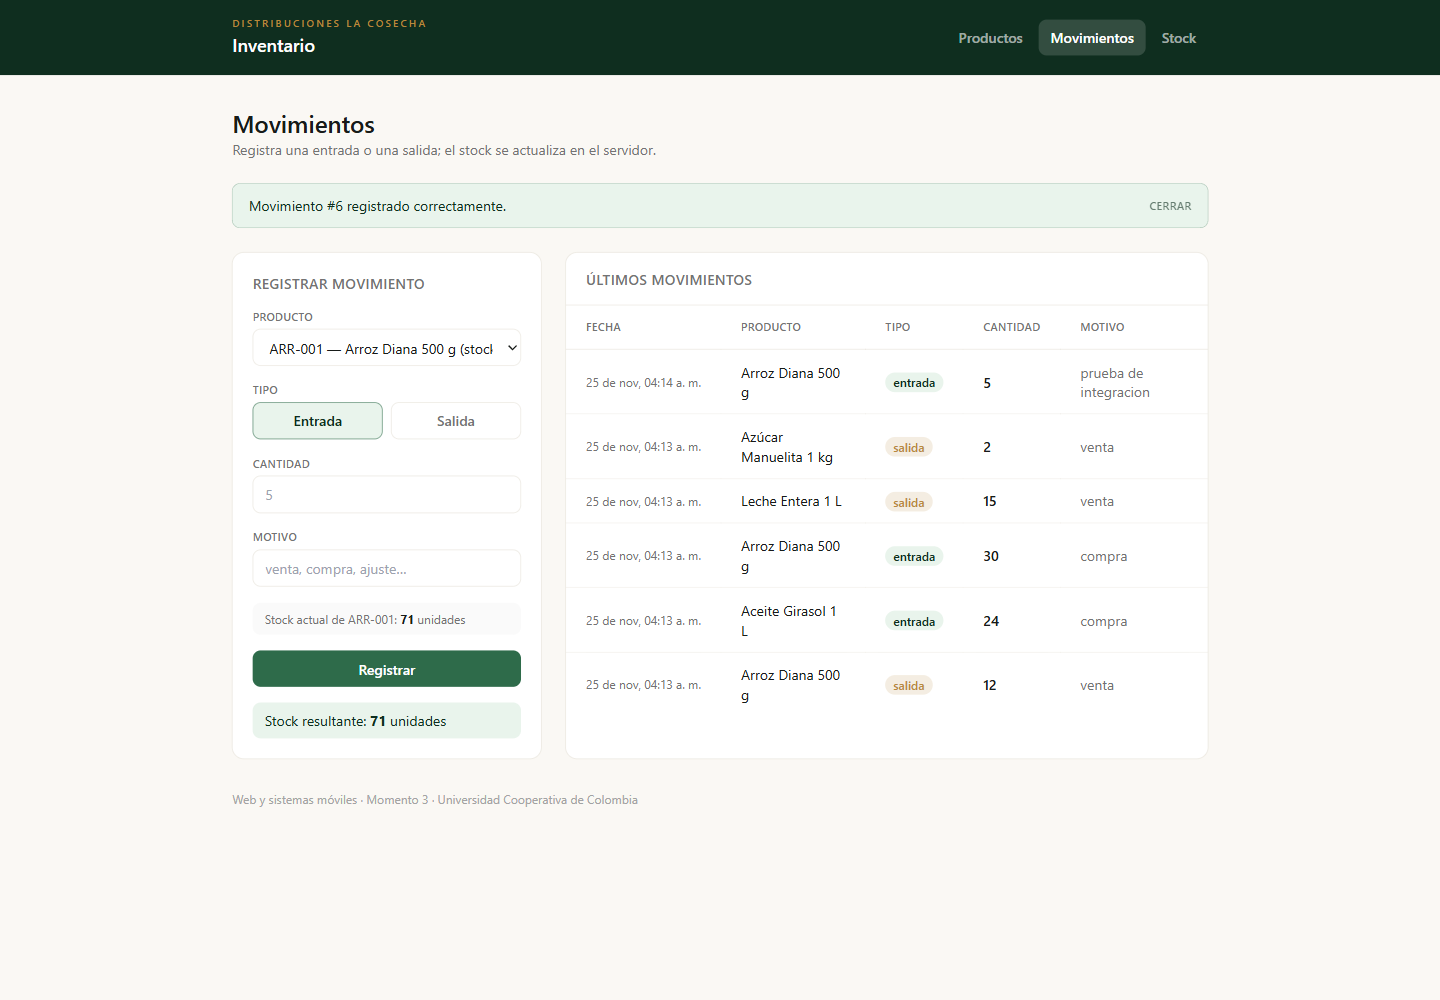 DISTRIBUCIONES LA COSECHA
Inventario
Productos
Movimientos
Stock
Movimientos
Registra una entrada o una salida; el stock se actualiza en el servidor.
Movimiento #6 registrado correctamente.
CERRAR
REGISTRAR MOVIMIENTO
PRODUCTO
ARR-001 — Arroz Diana 500 g (stock
TIPO
Entrada
Salida
CANTIDAD
5
MOTIVO
venta, compra, ajuste...
Stock actual de ARR-001: 71 unidades
Registrar
Stock resultante: 71 unidades
ÚLTIMOS MOVIMIENTOS
FECHA PRODUCTO TIPO CANTIDAD MOTIVO
25 de nov, 04:14 a. m. Arroz Diana 500 g entrada 5 prueba de integracion
25 de nov, 04:13 a. m. Azúcar Manuelita 1 kg salida 2 venta
25 de nov, 04:13 a. m. Leche Entera 1 L salida 15 venta
25 de nov, 04:13 a. m. Arroz Diana 500 g entrada 30 compra
25 de nov, 04:13 a. m. Aceite Girasol 1 L entrada 24 compra
25 de nov, 04:13 a. m. Arroz Diana 500 g salida 12 venta
Web y sistemas móviles · Momento 3 · Universidad Cooperativa de Colombia